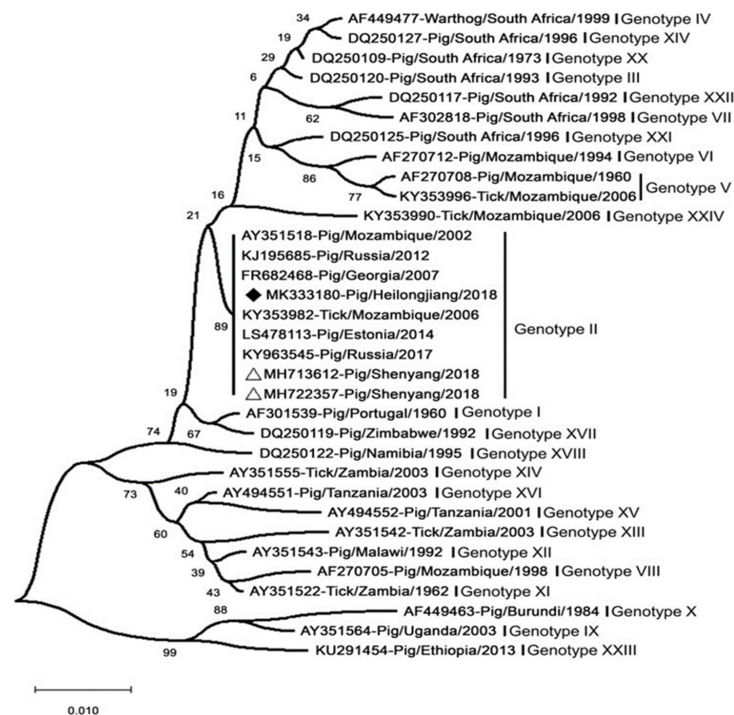 34
AF449477-Warthog/South Africa/1999 | Genotype IV
19
DQ250127-Pig/South Africa/1996 | Genotype XIV
29
DQ250109-Pig/South Africa/1973 | Genotype XX
6
DQ250120-Pig/South Africa/1993 | Genotype III
DQ250117-Pig/South Africa/1992 | Genotype XXII
11
62
AF302818-Pig/South Africa/1998 | Genotype VII
DQ250125-Pig/South Africa/1996 | Genotype XXI
15
AF270712-Pig/Mozambique/1994 | Genotype VI
86
AF270708-Pig/Mozambique/1960
Genotype V
77
KY353996-Tick/Mozambique/2006
16
KY353990-Tick/Mozambique/2006 | Genotype XXIV
21
AY351518-Pig/Mozambique/2002
KJ195685-Pig/Russia/2012
FR682468-Pig/Georgia/2007
MK333180-Pig/Heilongjiang/2018
KY353982-Tick/Mozambique/2006
89
Genotype II
LS478113-Pig/Estonia/2014
KY963545-Pig/Russia/2017
MH713612-Pig/Shenyang/2018
MH722357-Pig/Shenyang/2018
19
AF301539-Pig/Portugal/1960 | Genotype I
74
67
DQ250119-Pig/Zimbabwe/1992 | Genotype XVII
DQ250122-Pig/Namibia/1995 | Genotype XVIII
AY351555-Tick/Zambia/2003 | Genotype XIV
73
40
AY494551-Pig/Tanzania/2003 | Genotype XVI
AY494552-Pig/Tanzania/2001 | Genotype XV
60
AY351542-Tick/Zambia/2003 | Genotype XIII
54
AY351543-Pig/Malawi/1992 | Genotype XII
39
AF270705-Pig/Mozambique/1998 | Genotype VIII
43
AY351522-Tick/Zambia/1962 | Genotype XI
88
AF449463-Pig/Burundi/1984 | Genotype X
AY351564-Pig/Uganda/2003 | Genotype IX
99
KU291454-Pig/Ethiopia/2013 | Genotype XXIII
0.010